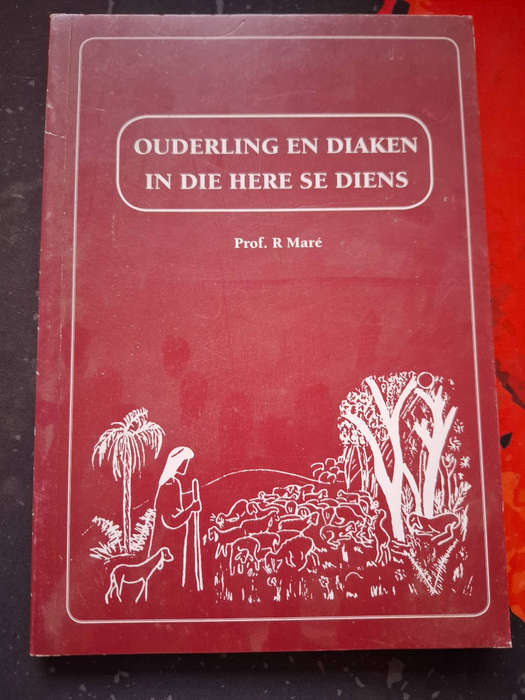 OUDERLING EN DIAKEN
IN DIE HERE SE DIENS
Prof. R Maré